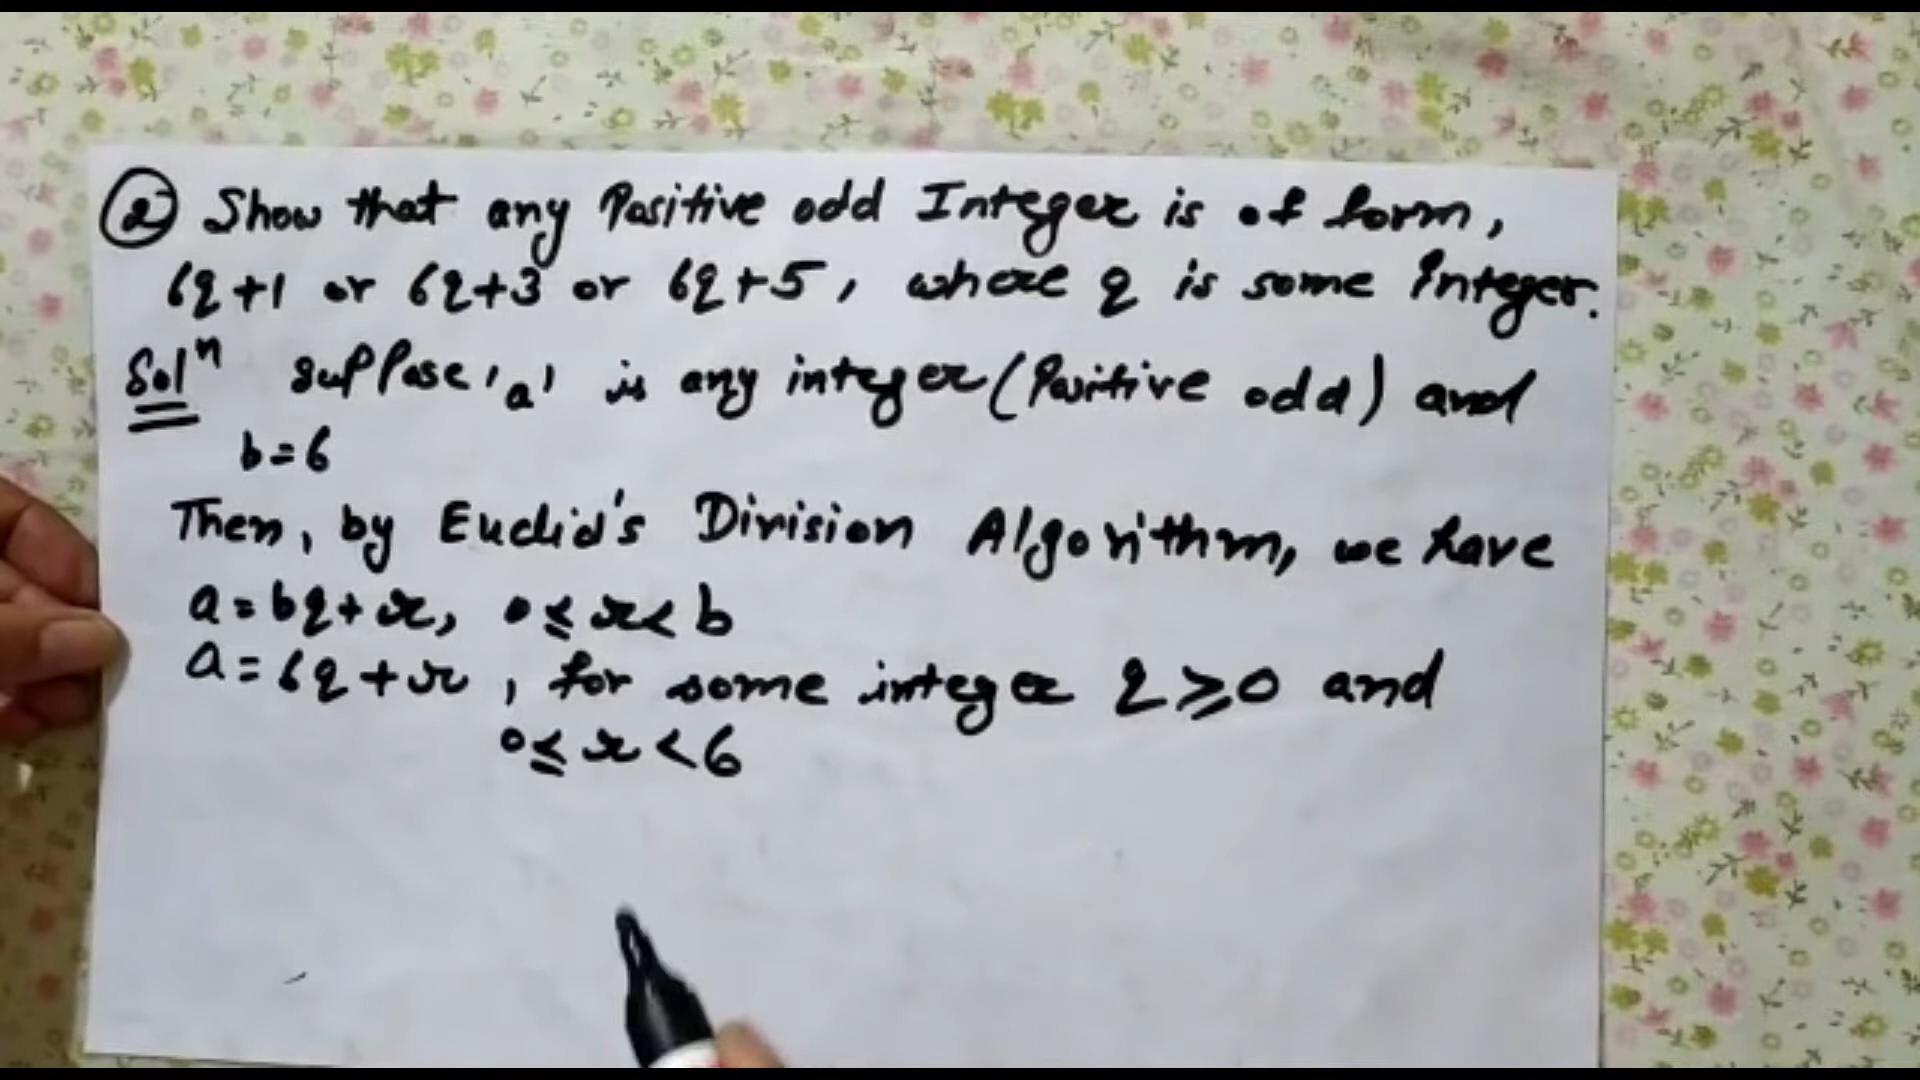 ② Show that any Positive odd Integer is of form,
6q+1 or 6q+3 or 6q+5, where q is some Integer.
Solⁿ suppose 'a' is any integer (Positive odd) and
b=6
Then, by Euclid's Division Algorithm, we have
a=bq+r, 0≤r<b
a=6q+r, for some integer q≥0 and
0≤r<6